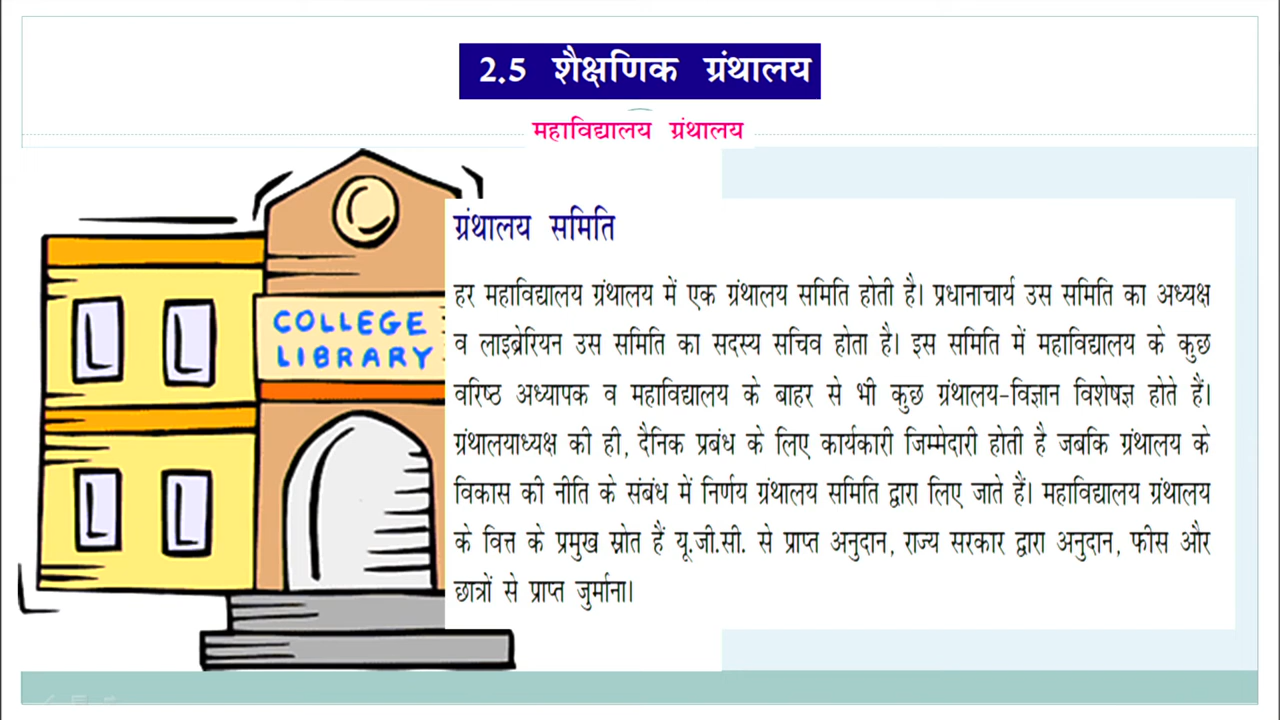 2.5 शैक्षणिक ग्रंथालय
महाविद्यालय ग्रंथालय
COLLEGE
LIBRARY
ग्रंथालय समिति
हर महाविद्यालय ग्रंथालय में एक ग्रंथालय समिति होती है। प्रधानाचार्य उस समिति का अध्यक्ष
व लाइब्रेरियन उस समिति का सदस्य सचिव होता है। इस समिति में महाविद्यालय के कुछ
वरिष्ठ अध्यापक व महाविद्यालय के बाहर से भी कुछ ग्रंथालय-विज्ञान विशेषज्ञ होते हैं।
ग्रंथालयाध्यक्ष की ही, दैनिक प्रबंध के लिए कार्यकारी जिम्मेदारी होती है जबकि ग्रंथालय के
विकास की नीति के संबंध में निर्णय ग्रंथालय समिति द्वारा लिए जाते हैं। महाविद्यालय ग्रंथालय
के वित्त के प्रमुख स्रोत हैं यू.जी.सी. से प्राप्त अनुदान, राज्य सरकार द्वारा अनुदान, फीस और
छात्रों से प्राप्त जुर्माना।